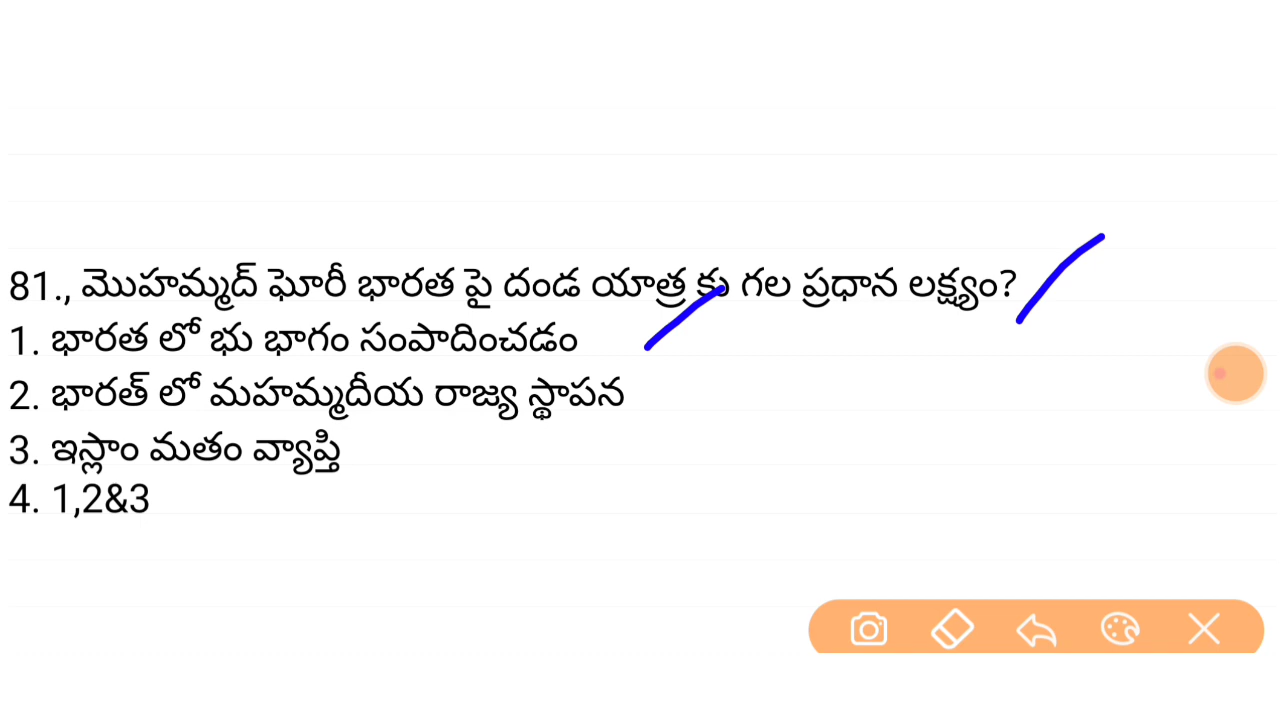 81., మొహమ్మద్ ఘోరీ భారత పై దండ యాత్ర కు గల ప్రధాన లక్ష్యం?
1. భారత లో భు భాగం సంపాదించడం
2. భారత్ లో మహమ్మదీయ రాజ్య స్థాపన
3. ఇస్లాం మతం వ్యాప్తి
4. 1,2&3